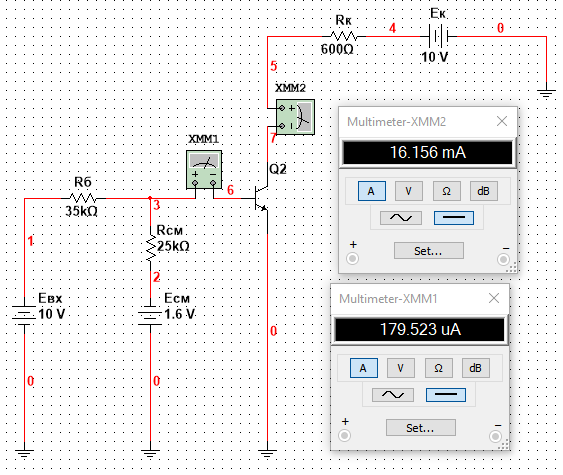 Rк
600Ω
4
Eк
10 V
0
5
XMM2
+
−
7
XMM1
+ −
6
Q2
Rб
35kΩ
3
Rсм
25kΩ
1
2
Eвх
10 V
Eсм
1.6 V
0
0
0
Multimeter-XMM2
16.156 mA
A
V
Ω
dB
+
Set...
−
Multimeter-XMM1
179.523 uA
A
V
Ω
dB
+
Set...
−